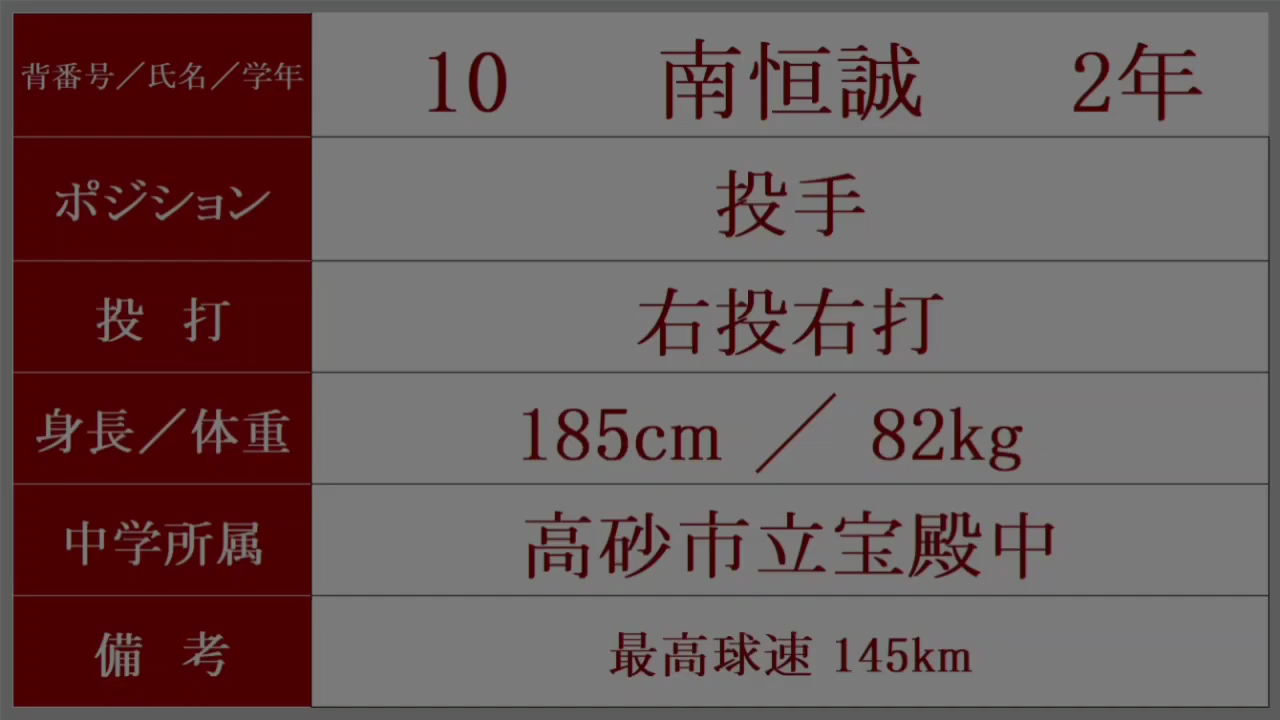 背番号／氏名／学年 10 南恒誠 2年
ポジション 投手
投 打 右投右打
身長／体重 185cm ／ 82kg
中学所属 高砂市立宝殿中
備 考 最高球速 145km